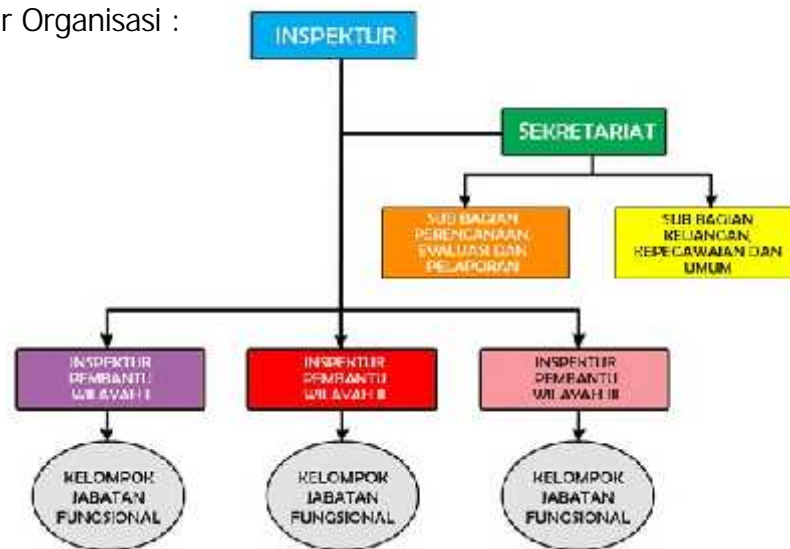 r Organisasi :
INSPEKTUR
SEKRETARIAT
SUB BAGIAN
PERENCANAAN,
EVALUASI DAN
PELAPORAN
SUB BAGIAN
KEUANGAN,
KEPEGAWAIAN DAN
UMUM
INSPEKTUR
PEMBANTU
WILAYAH I
INSPEKTUR
PEMBANTU
WILAYAH II
INSPEKTUR
PEMBANTU
WILAYAH III
KELOMPOK
JABATAN
FUNGSIONAL
KELOMPOK
JABATAN
FUNGSIONAL
KELOMPOK
JABATAN
FUNGSIONAL